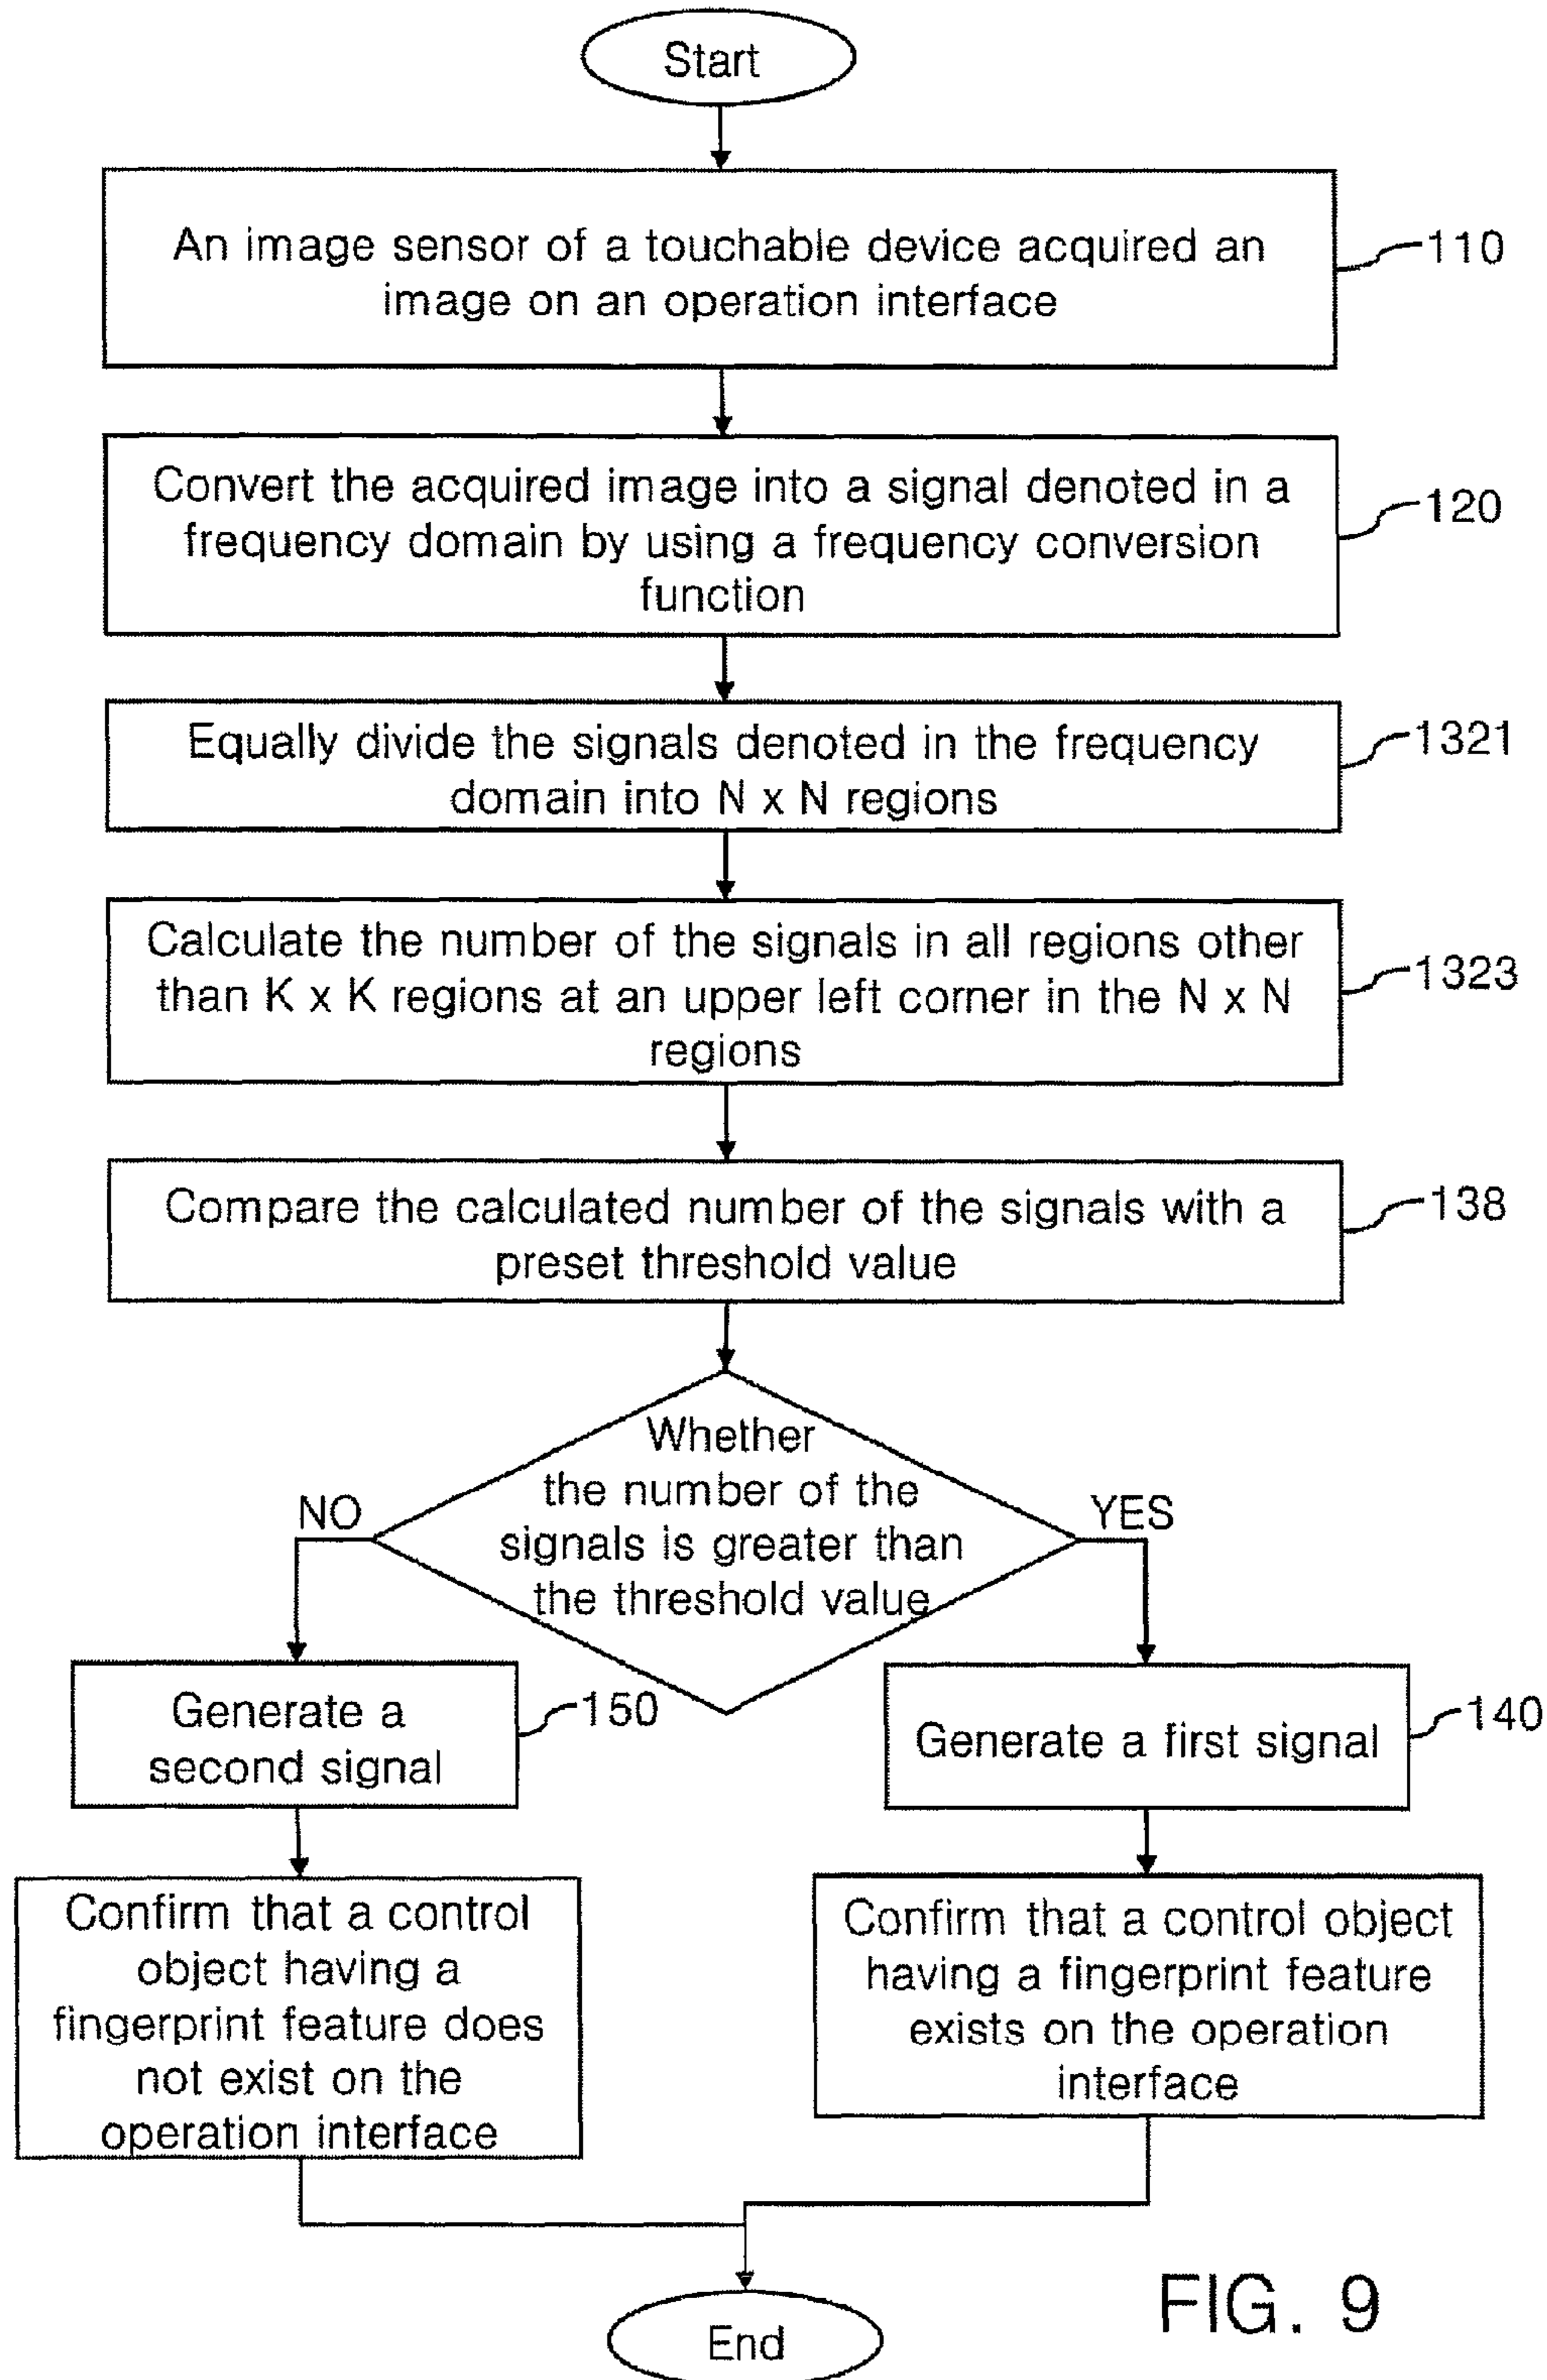 Start
An image sensor of a touchable device acquired an
image on an operation interface
110
Convert the acquired image into a signal denoted in a
frequency domain by using a frequency conversion
function
120
Equally divide the signals denoted in the frequency
domain into N x N regions
1321
Calculate the number of the signals in all regions other
than K x K regions at an upper left corner in the N x N
regions
1323
Compare the calculated number of the signals with a
preset threshold value
138
Whether
the number of the
signals is greater than
the threshold value
NO
YES
Generate a
second signal
150
Generate a first signal
140
Confirm that a control
object having a
fingerprint feature does
not exist on the
operation interface
Confirm that a control object
having a fingerprint feature
exists on the operation
interface
End
FIG. 9